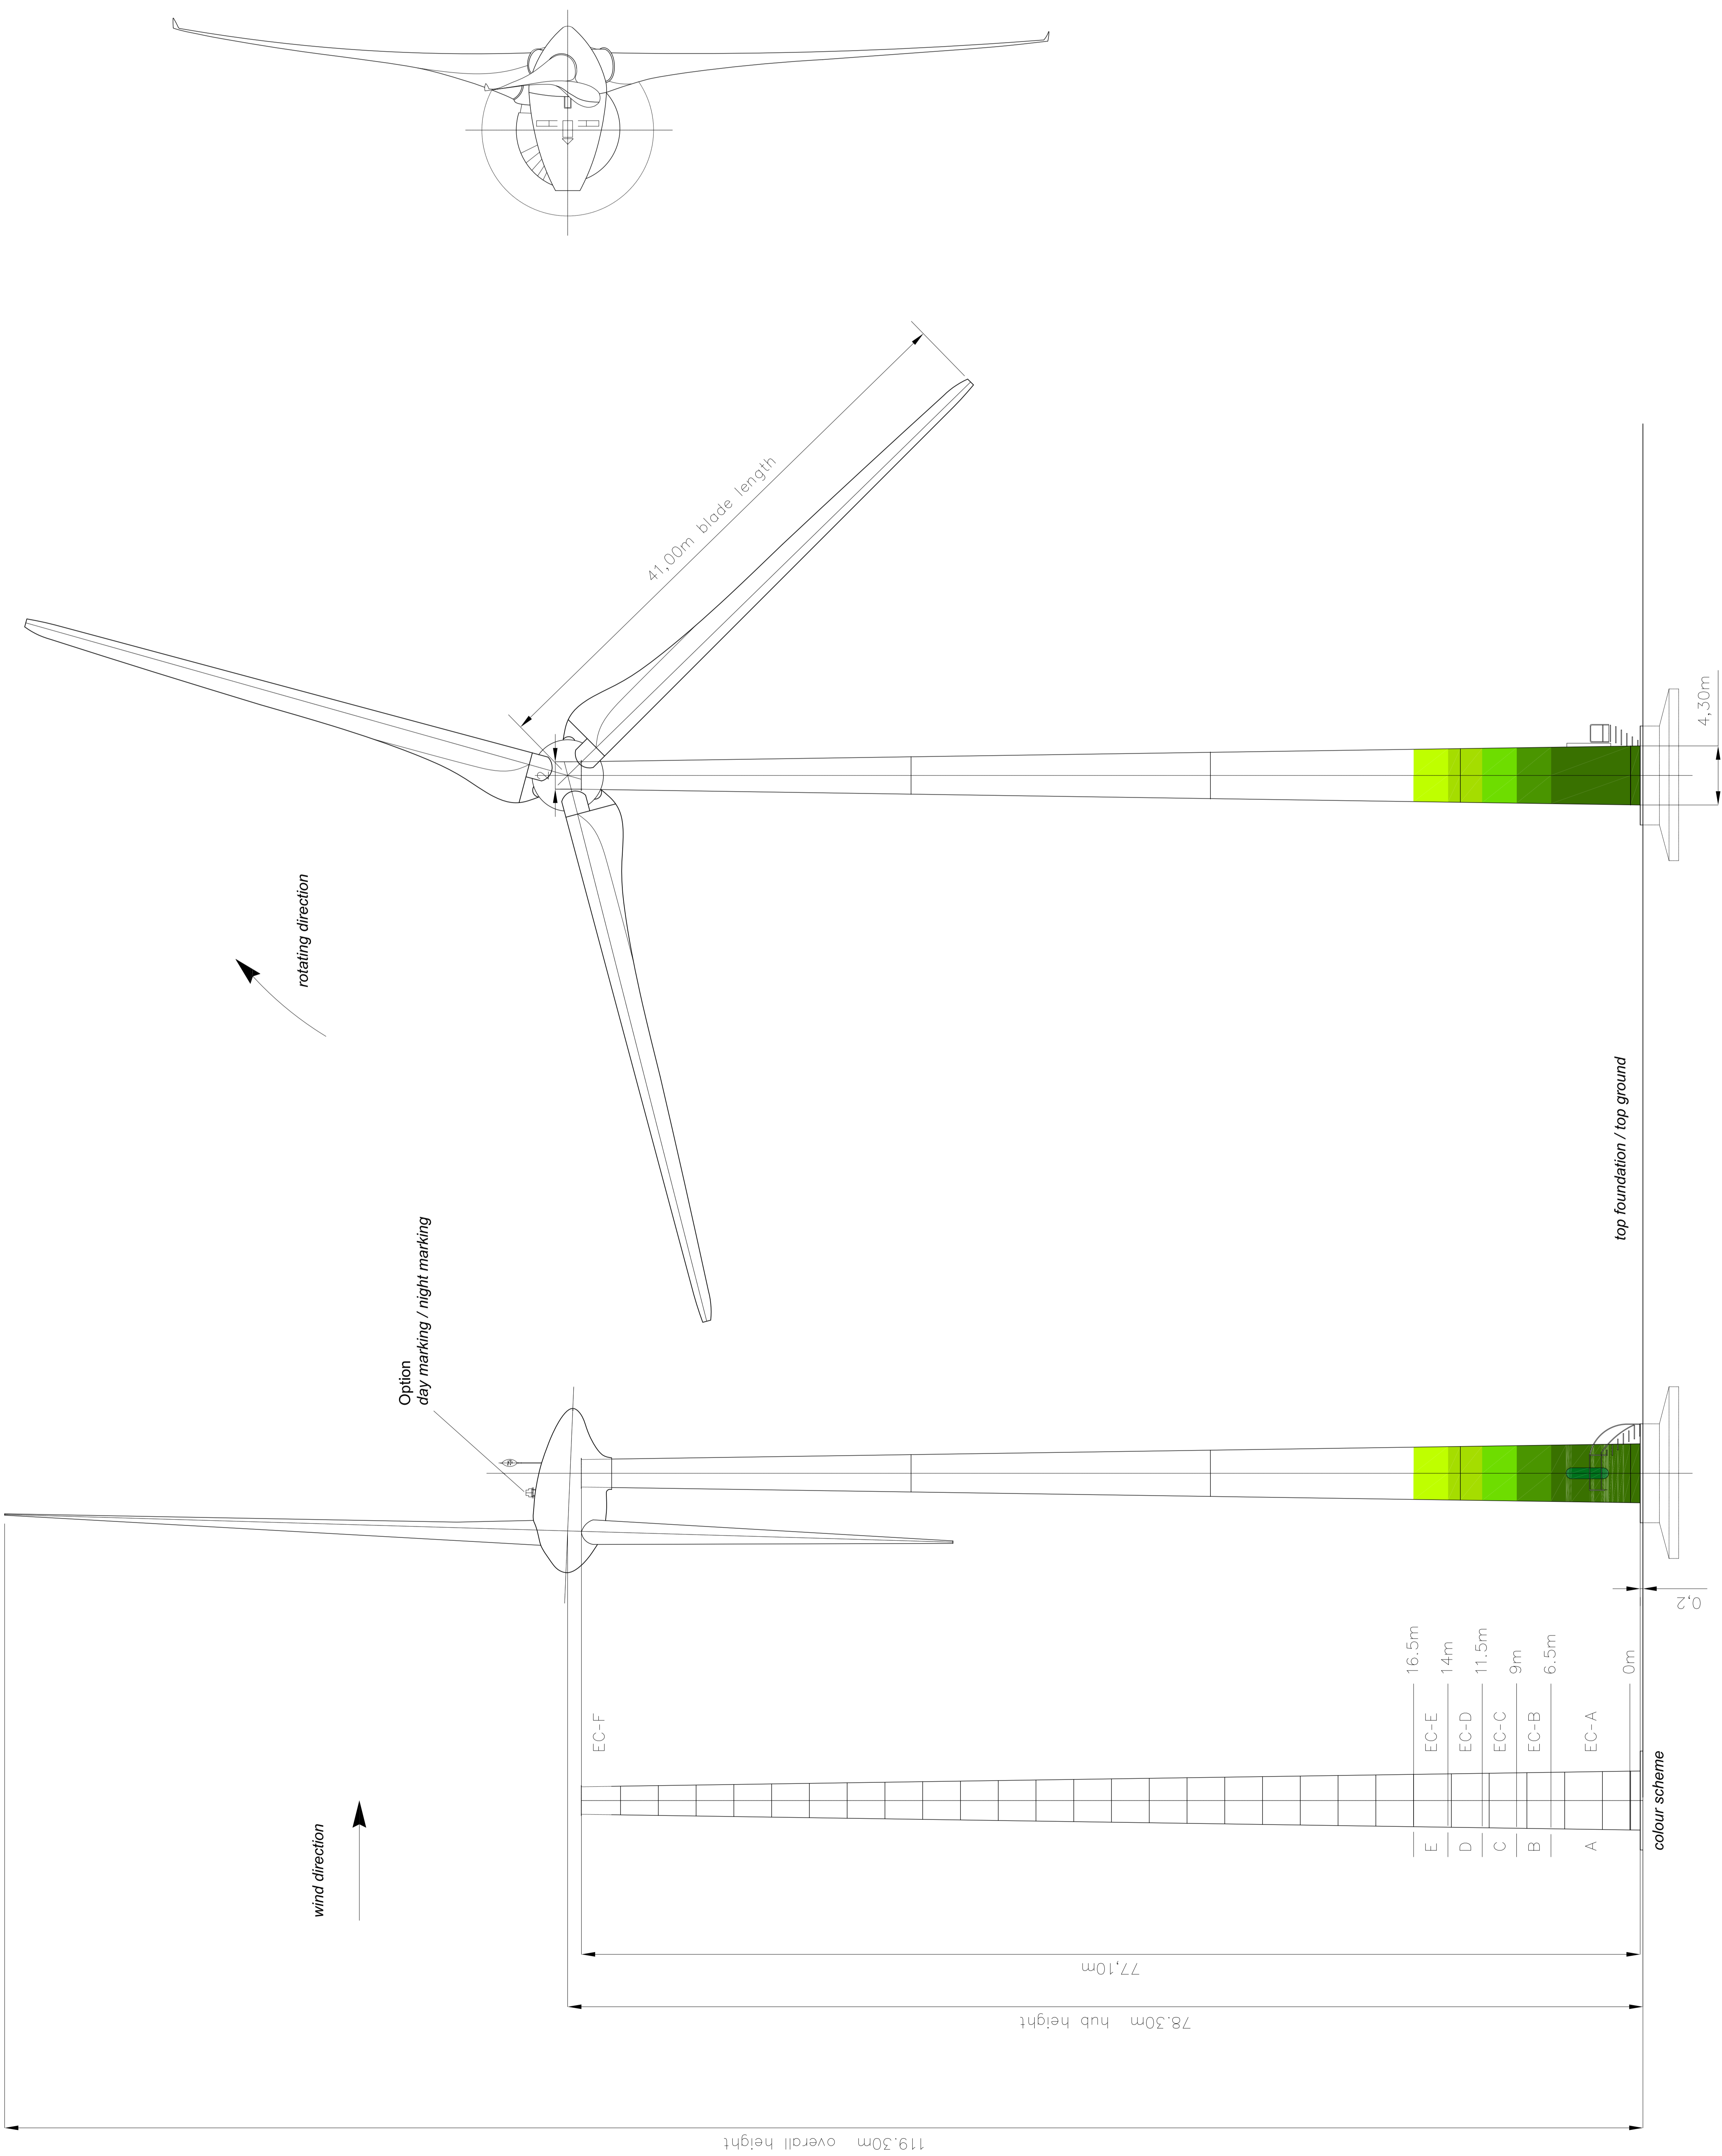 41,00m blade length
rotating direction
4,30m
top foundation / top ground
Option
day marking / night marking
0,2
16.5m
14m
11.5m
9m
6.5m
0m
EC-F
EC-E
EC-D
EC-C
EC-B
EC-A
E
D
C
B
A
colour scheme
wind direction
77,10m
78.30m hub height
119.30m overall height